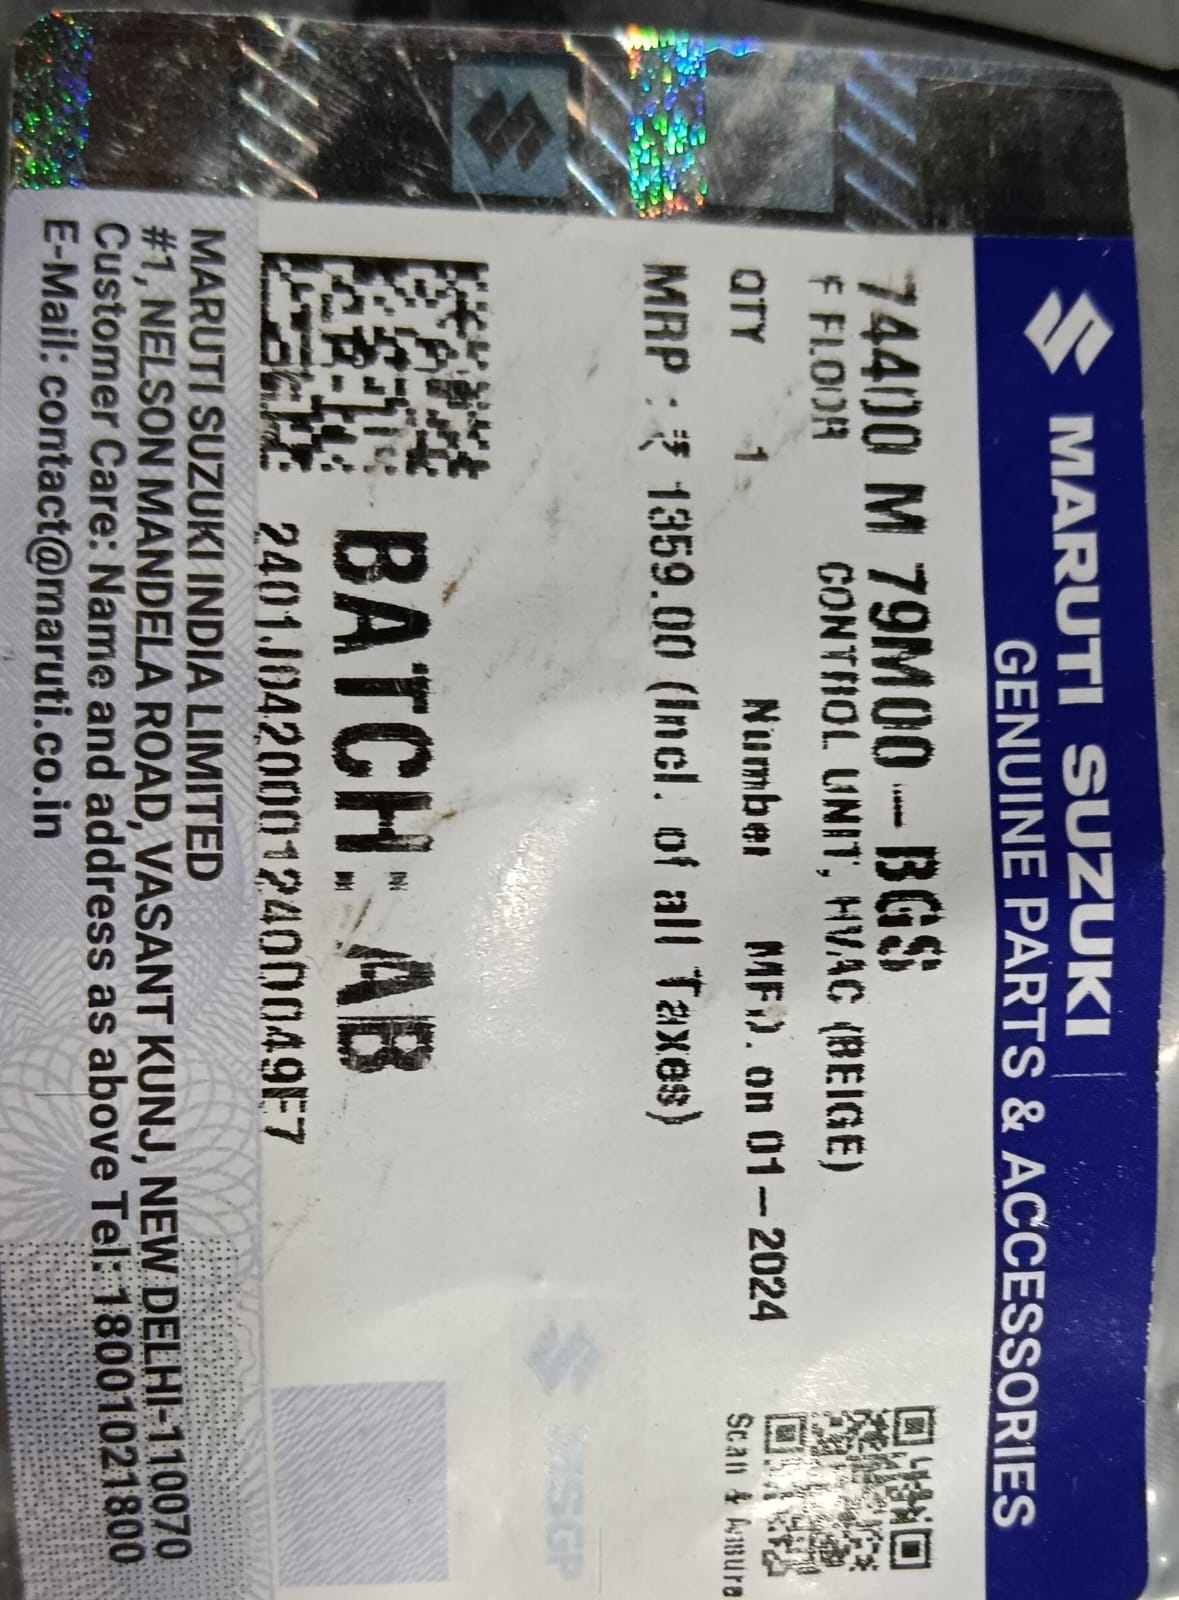 MARUTI SUZUKI
GENUINE PARTS & ACCESSORIES
74400 M 79M00-BGS
F FLOOR CONTROL UNIT, HVAC (BEIGE)
QTY 1 Number MFD. on 01-2024
MRP : ₹ 1359.00 (Incl. of all Taxes)
Scan &
MSGP
BATCH: AB
2401J04200012400049F7
MARUTI SUZUKI INDIA LIMITED
#1, NELSON MANDELA ROAD, VASANT KUNJ, NEW DELHI-110070
Customer Care: Name and address as above Tel.: 18001021800
E-Mail: contact@maruti.co.in